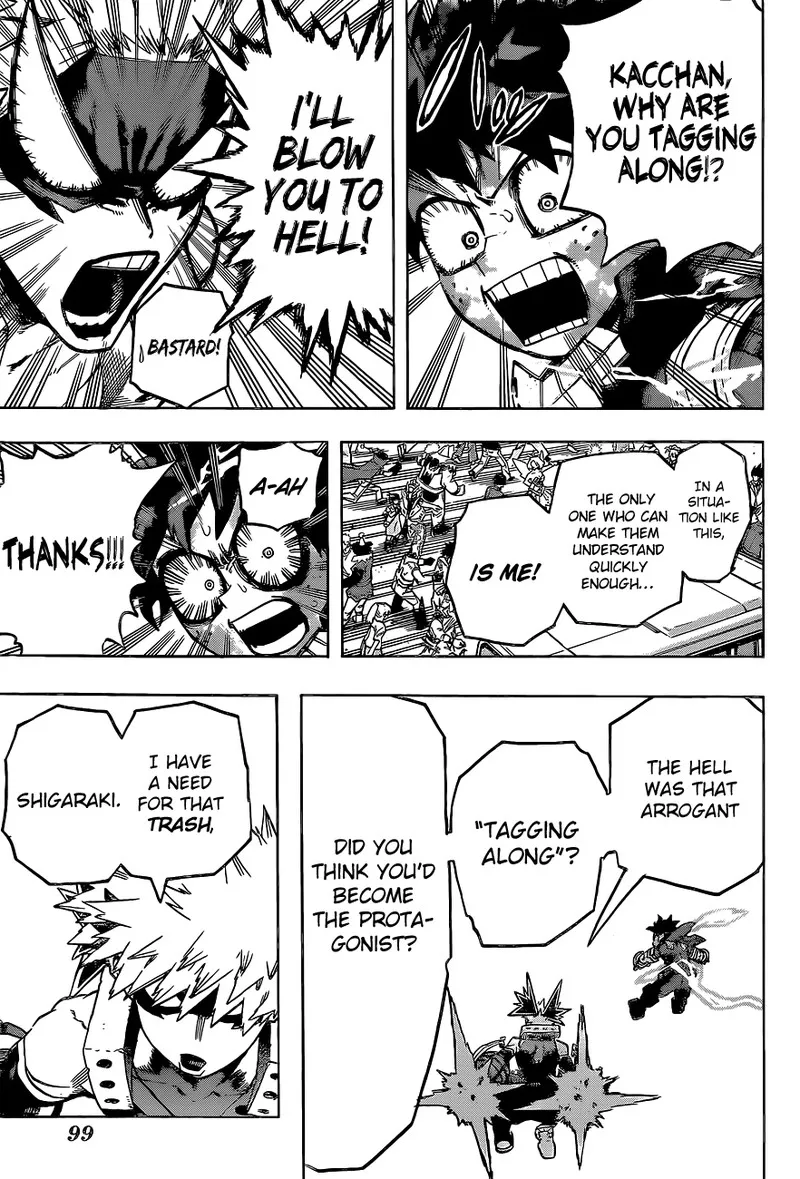 KACCHAN,
WHY ARE
YOU TAGGING
ALONG!?
I'LL
BLOW
YOU TO
HELL!
BASTARD!
IN A
SITUA-
TION LIKE
THIS,
THE ONLY
ONE WHO CAN
MAKE THEM
UNDERSTAND
QUICKLY
ENOUGH...
IS ME!
A-AH
THANKS!!!
THE HELL
WAS THAT
ARROGANT
"TAGGING
ALONG"?
DID YOU
THINK YOU'D
BECOME
THE PROTA-
GONIST?
I HAVE
A NEED
FOR THAT
TRASH,
SHIGARAKI.
99